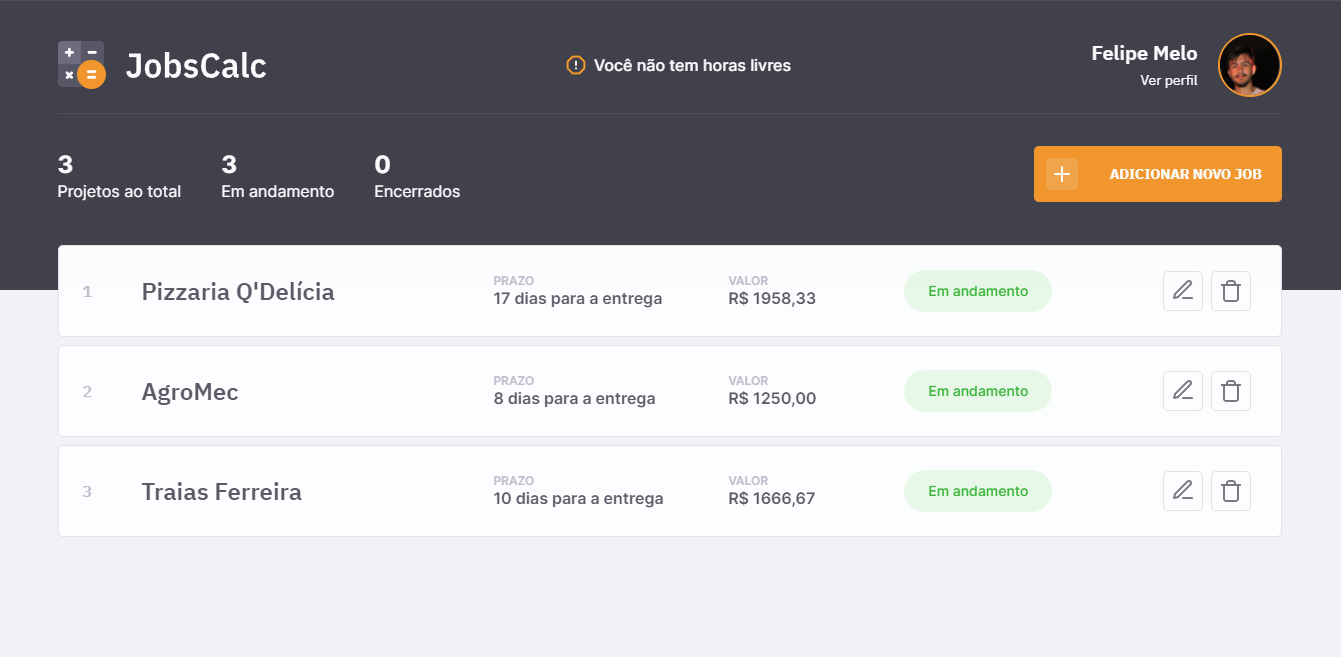 JobsCalc
Você não tem horas livres
Felipe Melo
Ver perfil
3
Projetos ao total
3
Em andamento
0
Encerrados
ADICIONAR NOVO JOB
1
Pizzaria Q'Delícia
PRAZO
17 dias para a entrega
VALOR
R$ 1958,33
Em andamento
2
AgroMec
PRAZO
8 dias para a entrega
VALOR
R$ 1250,00
Em andamento
3
Traias Ferreira
PRAZO
10 dias para a entrega
VALOR
R$ 1666,67
Em andamento